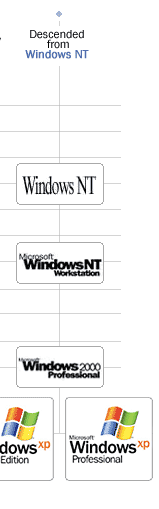 Descended
from
Windows NT
Windows NT
Microsoft
WindowsNT
Workstation
Microsoft
Windows2000
Professional
dows xp
Edition
Microsoft
Windows xp
Professional